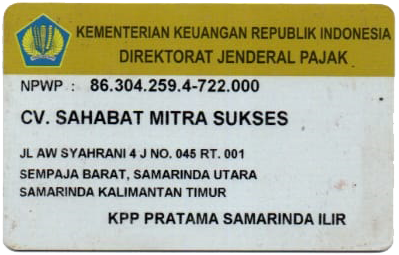 KEMENTERIAN KEUANGAN REPUBLIK INDONESIA
DIREKTORAT JENDERAL PAJAK
NPWP : 86.304.259.4-722.000
CV. SAHABAT MITRA SUKSES
JL AW SYAHRANI 4 J NO. 045 RT. 001
SEMPAJA BARAT, SAMARINDA UTARA
SAMARINDA KALIMANTAN TIMUR
KPP PRATAMA SAMARINDA ILIR